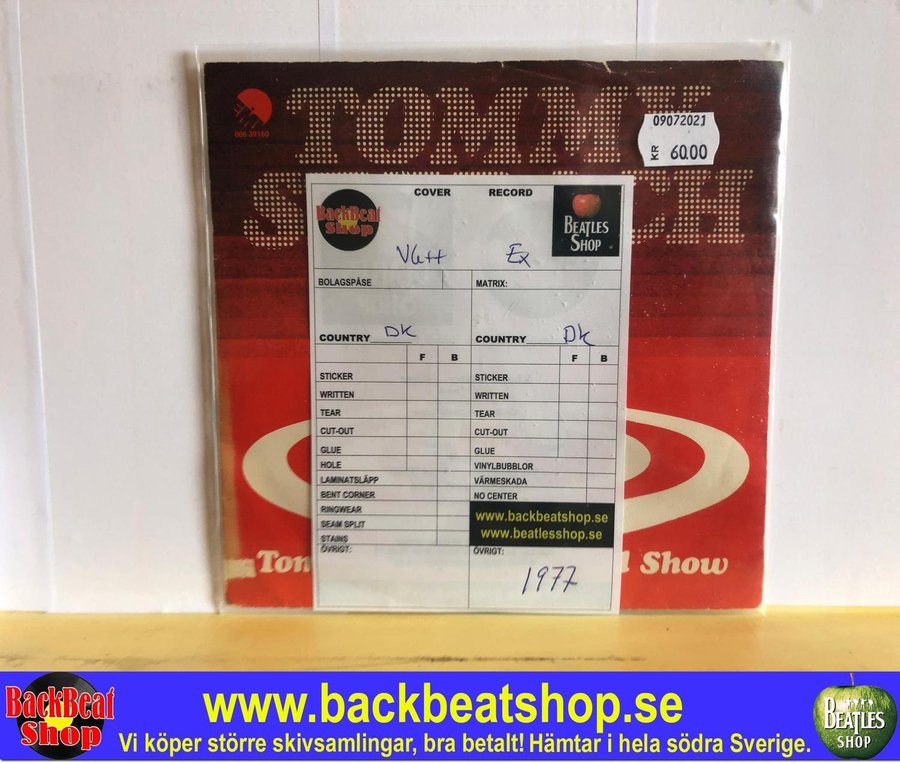 EMI
006 39160
TOMMY
09072021
KR 60.00
COVER RECORD
BackBeat
Shop
BEATLES
SHOP
VG++ Ex
BOLAGSPÅSE MATRIX:
COUNTRY DK COUNTRY DK
F B F B
STICKER STICKER
WRITTEN WRITTEN
TEAR TEAR
CUT-OUT CUT-OUT
GLUE GLUE
HOLE VINYLBUBBLOR
LAMINATSLÄPP VÄRMESKADA
BENT CORNER NO CENTER
RINGWEAR
www.backbeatshop.se
SEAM SPLIT
www.beatlesshop.se
STAINS
ÖVRIGT: ÖVRIGT:
Show
1977
BackBeat
Shop
www.backbeatshop.se
Vi köper större skivsamlingar, bra betalt! Hämtar i hela södra Sverige.
BEATLES
SHOP